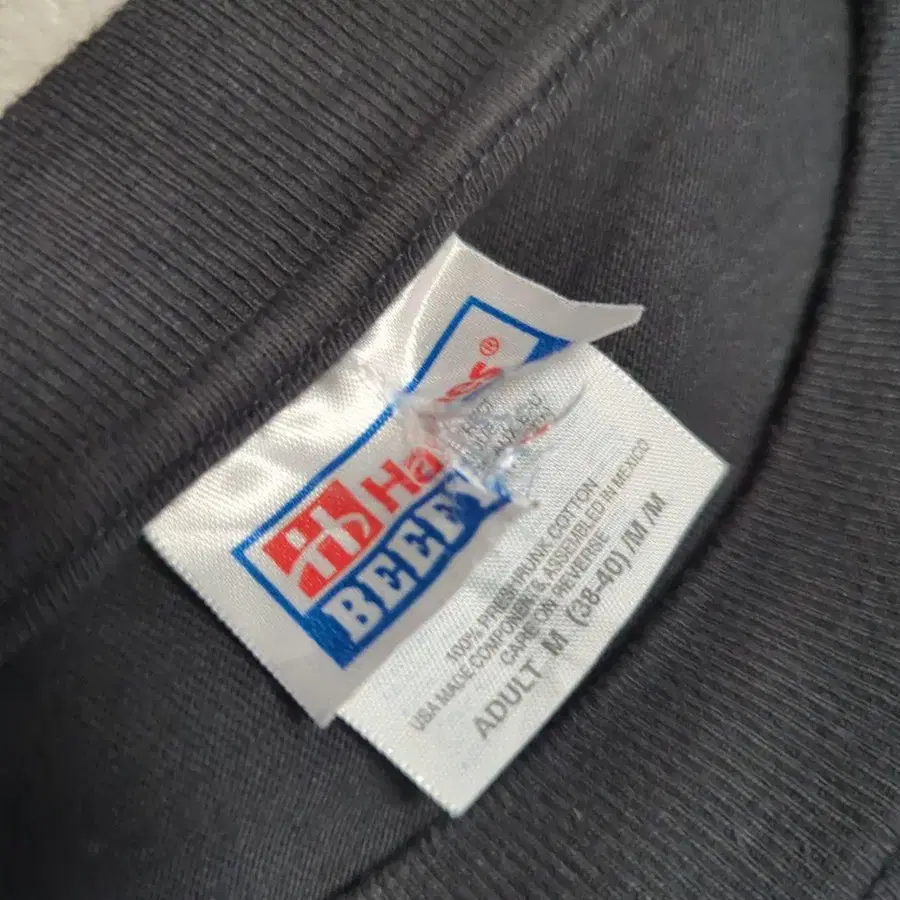 Hanes®
BEEFY
100% PRESHRUNK COTTON
USA MADE COMPONENTS, ASSEMBLED IN MEXICO
CARE ON REVERSE
ADULT M (38-40)/M/M